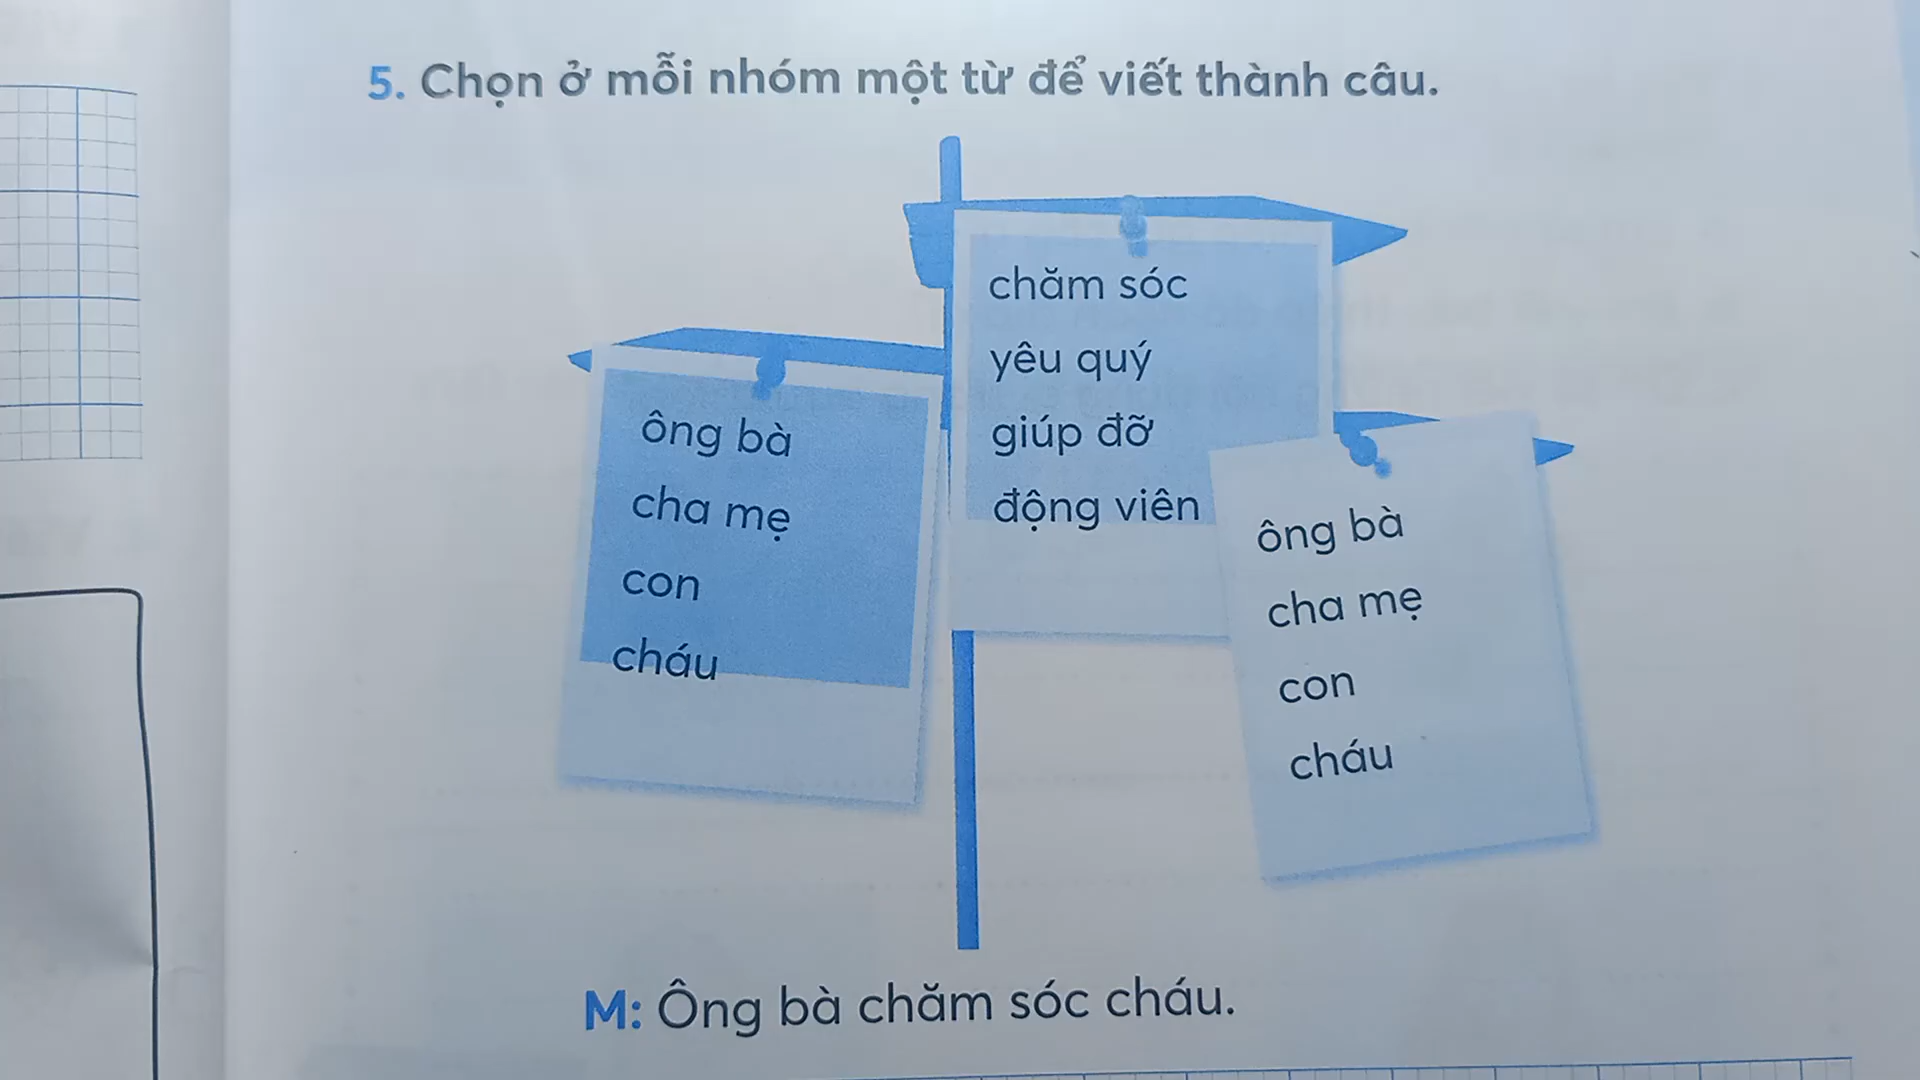 5. Chọn ở mỗi nhóm một từ để viết thành câu.
ông bà
cha mẹ
con
cháu
chăm sóc
yêu quý
giúp đỡ
động viên
ông bà
cha mẹ
con
cháu
M: Ông bà chăm sóc cháu.